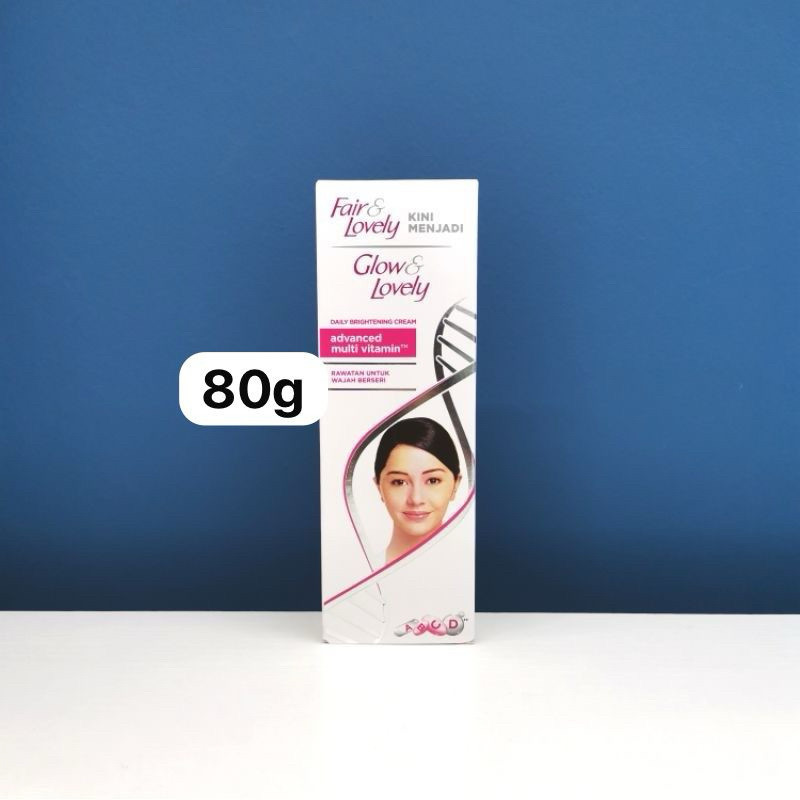 Fair &
Lovely
KINI
MENJADI
Glow &
Lovely
DAILY BRIGHTENING CREAM
advanced
multi vitamin™
RAWATAN UNTUK
WAJAH BERSERI
80g
A B C D